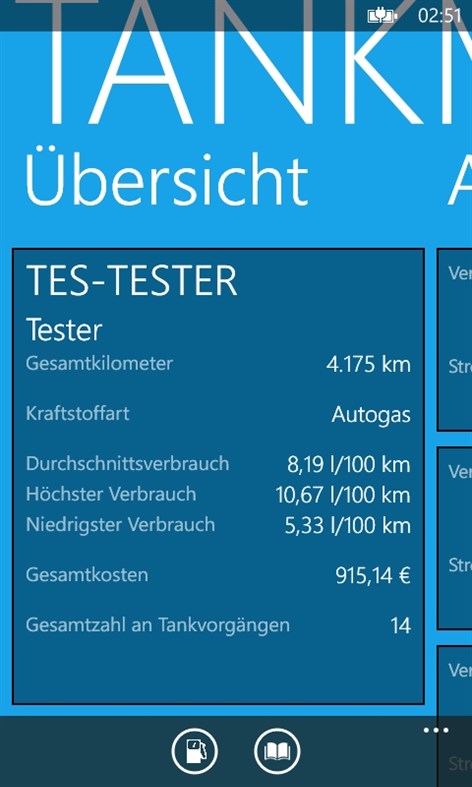 02:51
TANK
Übersicht
TES-TESTER
Tester
Gesamtkilometer 4.175 km
Kraftstoffart Autogas
Durchschnittsverbrauch 8,19 l/100 km
Höchster Verbrauch 10,67 l/100 km
Niedrigster Verbrauch 5,33 l/100 km
Gesamtkosten 915,14 €
Gesamtzahl an Tankvorgängen 14
Ver
Str
Ver
Str
Ver
Str